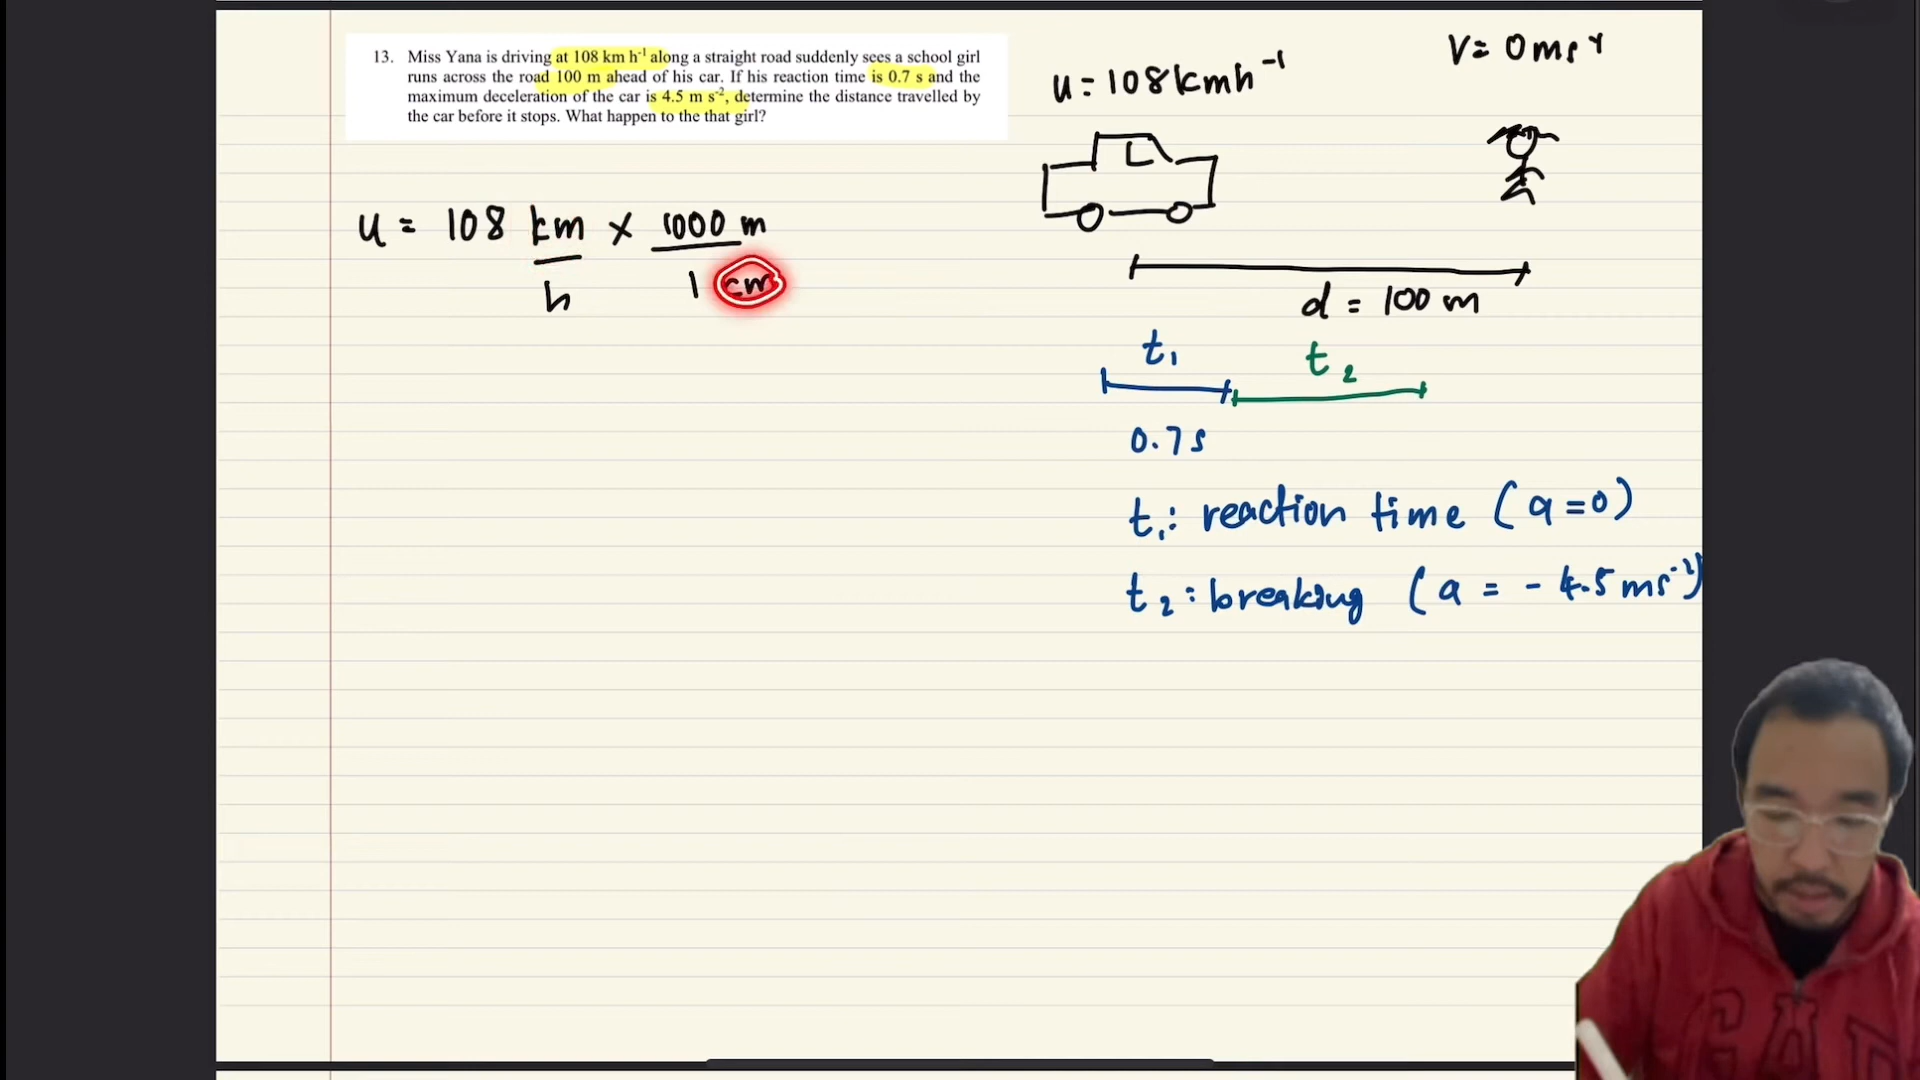 13. Miss Yana is driving at 108 km h⁻¹ along a straight road suddenly sees a school girl
runs across the road 100 m ahead of his car. If his reaction time is 0.7 s and the
maximum deceleration of the car is 4.5 m s⁻², determine the distance travelled by
the car before it stops. What happen to the that girl?
u = 108 km/h × 1000 m/1 cm
u = 108 kmh⁻¹
V = 0 ms⁻¹
d = 100 m
t₁
t₂
0.7s
t₁: reaction time (a = 0)
t₂: breaking (a = - 4.5 ms⁻²)